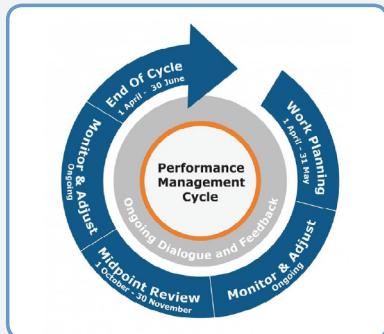 Performance
Management
Cycle
Ongoing Dialogue and Feedback
Work Planning
1 April - 31 May
Monitor & Adjust
Ongoing
Midpoint Review
1 October - 30 November
Monitor & Adjust
Ongoing
End Of Cycle
1 April - 30 June